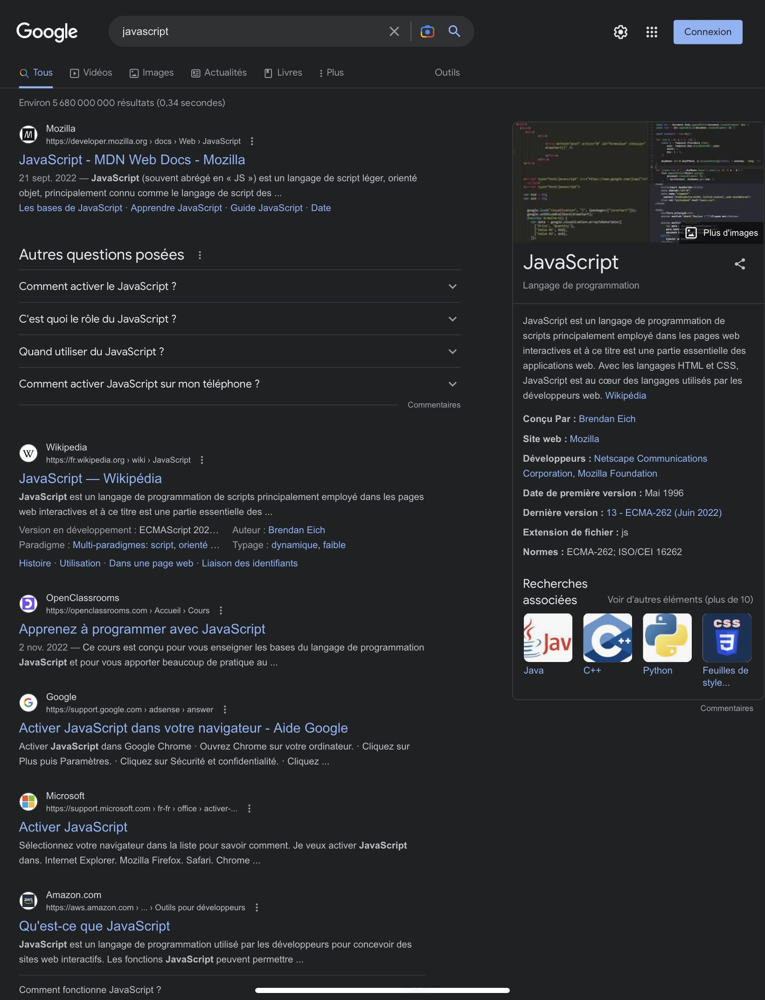 Google
javascript
Connexion
Tous
Vidéos
Images
Actualités
Livres
Plus
Outils
Environ 5 680 000 000 résultats (0,34 secondes)
Mozilla
https://developer.mozilla.org › docs › Web › JavaScript
JavaScript - MDN Web Docs - Mozilla
21 sept. 2022 — JavaScript (souvent abrégé en « JS ») est un langage de script léger, orienté
objet, principalement connu comme le langage de script des ...
Les bases de JavaScript · Apprendre JavaScript · Guide JavaScript · Date
Autres questions posées
Comment activer le JavaScript ?
C'est quoi le rôle du JavaScript ?
Quand utiliser du JavaScript ?
Comment activer JavaScript sur mon téléphone ?
Commentaires
W
Wikipedia
https://fr.wikipedia.org › wiki › JavaScript
JavaScript — Wikipédia
JavaScript est un langage de programmation de scripts principalement employé dans les pages
web interactives et à ce titre est une partie essentielle des ...
Version en développement : ECMAScript 202... Auteur : Brendan Eich
Paradigme : Multi-paradigmes: script, orienté ... Typage : dynamique, faible
Histoire · Utilisation · Dans une page web · Liaison des identifiants
OpenClassrooms
https://openclassrooms.com › Accueil › Cours
Apprenez à programmer avec JavaScript
2 nov. 2022 — Ce cours est conçu pour vous enseigner les bases du langage de programmation
JavaScript et pour vous apporter beaucoup de pratique au ...
Google
https://support.google.com › adsense › answer
Activer JavaScript dans votre navigateur - Aide Google
Activer JavaScript dans Google Chrome · Ouvrez Chrome sur votre ordinateur. · Cliquez sur
Plus puis Paramètres. · Cliquez sur Sécurité et confidentialité. · Cliquez ...
Microsoft
https://support.microsoft.com › fr-fr › office › activer-...
Activer JavaScript
Sélectionnez votre navigateur dans la liste pour savoir comment. Je veux activer JavaScript
dans. Internet Explorer. Mozilla Firefox. Safari. Chrome ...
aws
Amazon.com
https://aws.amazon.com › ... › Outils pour développeurs
Qu'est-ce que JavaScript
JavaScript est un langage de programmation utilisé par les développeurs pour concevoir des
sites web interactifs. Les fonctions JavaScript peuvent permettre ...
Comment fonctionne JavaScript ?
Plus d'images
JavaScript
Langage de programmation
JavaScript est un langage de programmation de
scripts principalement employé dans les pages web
interactives et à ce titre est une partie essentielle des
applications web. Avec les langages HTML et CSS,
JavaScript est au cœur des langages utilisés par les
développeurs web. Wikipédia
Conçu Par : Brendan Eich
Site web : Mozilla
Développeurs : Netscape Communications
Corporation, Mozilla Foundation
Date de première version : Mai 1996
Dernière version : 13 - ECMA-262 (Juin 2022)
Extension de fichier : js
Normes : ECMA-262; ISO/CEI 16262
Recherches
associées
Voir d'autres éléments (plus de 10)
Jav
C++
CSS
3
Java
C++
Python
Feuilles de
style...
Commentaires